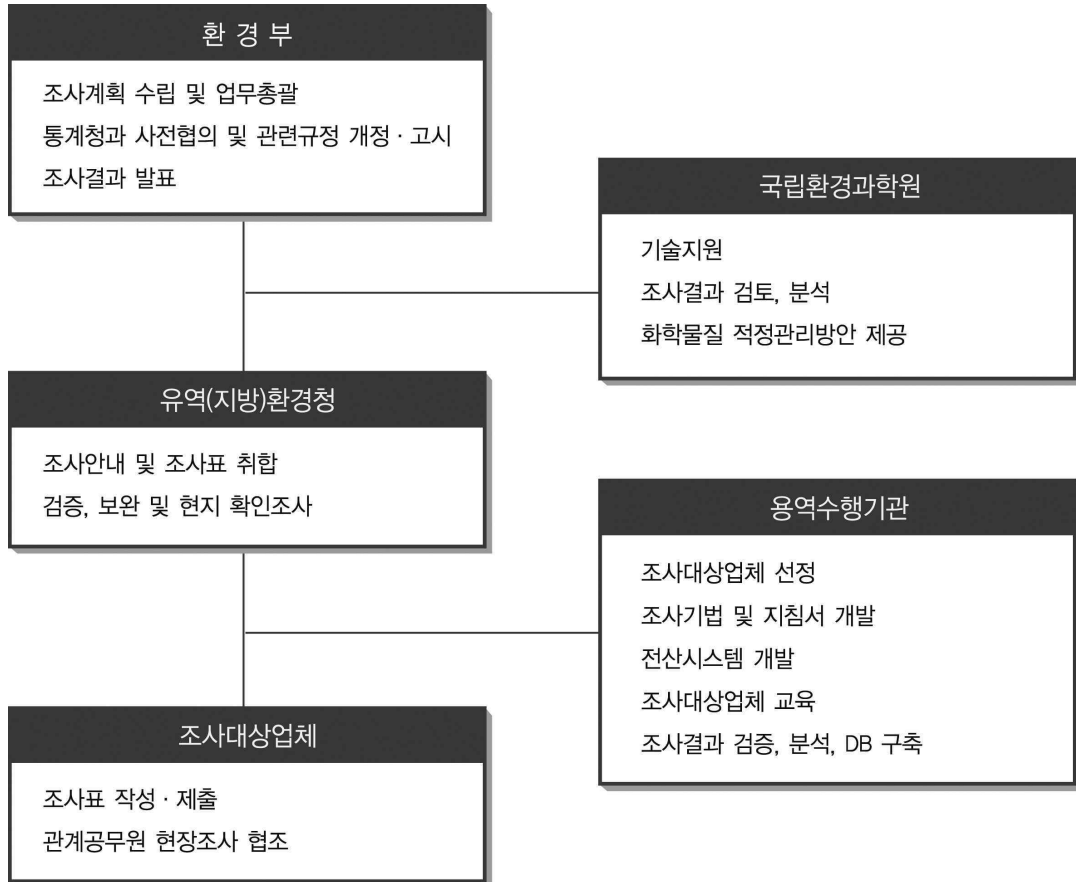 환 경 부
조사계획 수립 및 업무총괄
통계청과 사전협의 및 관련규정 개정·고시
조사결과 발표
국립환경과학원
기술지원
조사결과 검토, 분석
화학물질 적정관리방안 제공
유역(지방)환경청
조사안내 및 조사표 취합
검증, 보완 및 현지 확인조사
용역수행기관
조사대상업체 선정
조사기법 및 지침서 개발
전산시스템 개발
조사대상업체 교육
조사결과 검증, 분석, DB 구축
조사대상업체
조사표 작성·제출
관계공무원 현장조사 협조